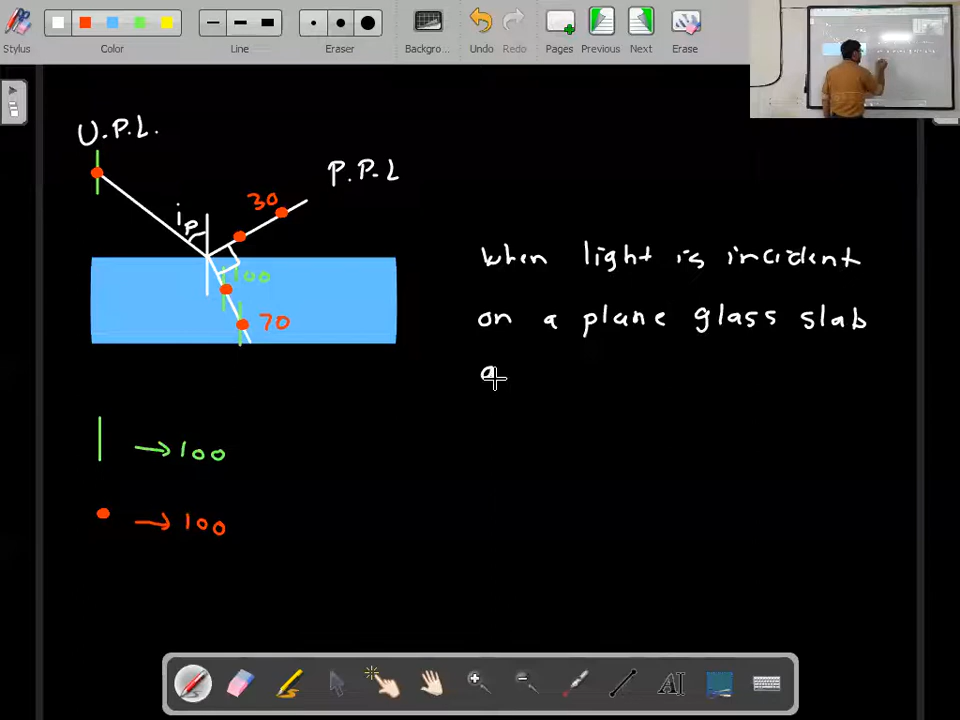 Stylus
Color
Line
Eraser
Backgro...
Undo
Redo
Pages
Previous
Next
Erase
U.P.L.
P.P.L
30
ip
100
70
→100
→100
when light is incident
on a plane glass slab
a
AI